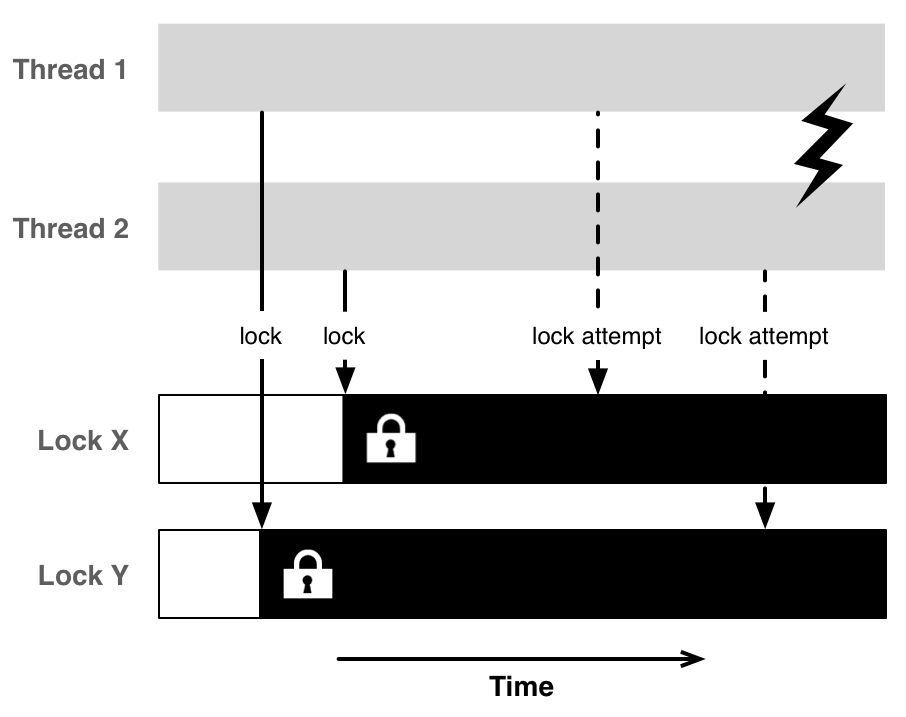 Thread 1
Thread 2
lock
lock
lock attempt
lock attempt
Lock X
Lock Y
Time